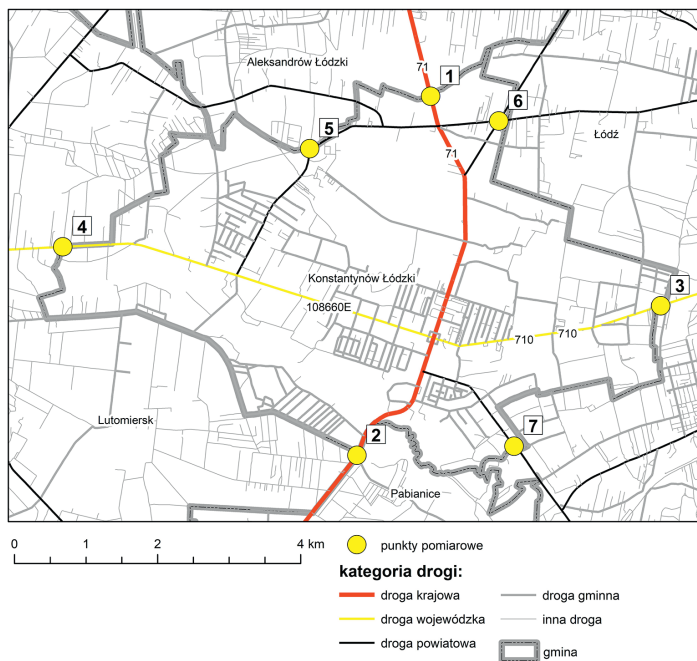 Aleksandrów Łódzki
71
1
6
5
Łódź
71
4
Konstantynów Łódzki
3
108660E
710
710
Lutomiersk
2
7
Pabianice
0 1 2 4 km
punkty pomiarowe
kategoria drogi:
droga krajowa
droga gminna
droga wojewódzka
inna droga
droga powiatowa
gmina